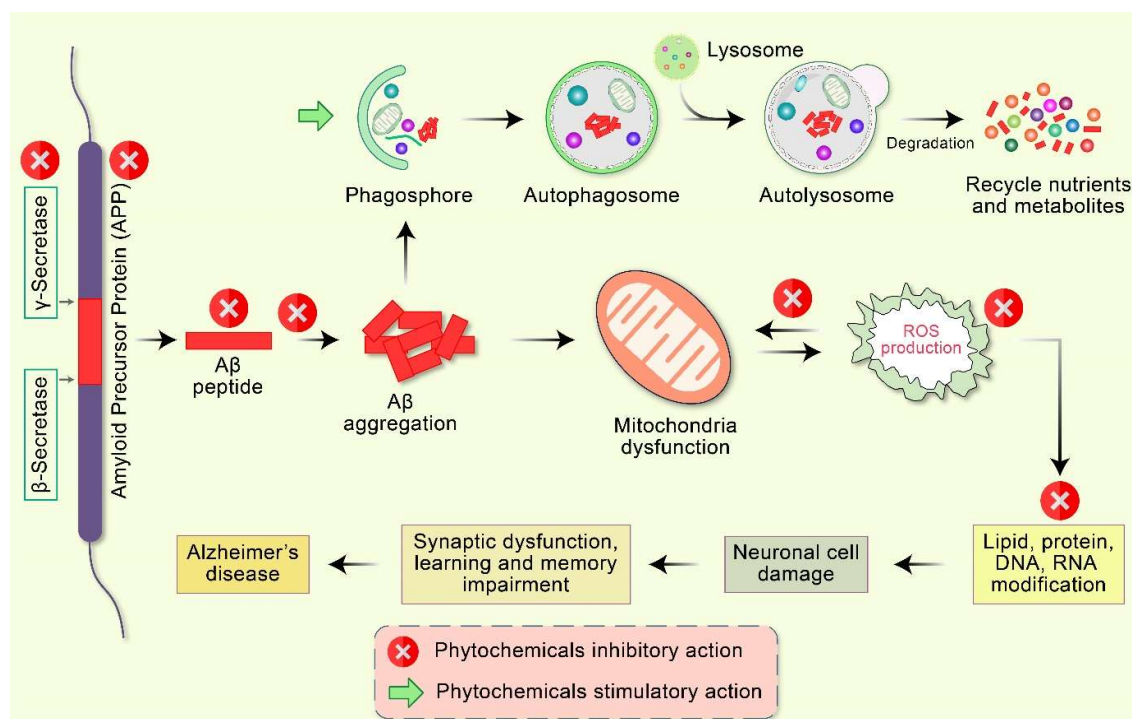 Lysosome
Phagosphore
Autophagosome
Autolysosome
Degradation
Recycle nutrients
and metabolites
γ-Secretase
β-Secretase
Amyloid Precursor Protein (APP)
Aβ
peptide
Aβ
aggregation
Mitochondria
dysfunction
ROS
production
Alzheimer's
disease
Synaptic dysfunction,
learning and memory
impairment
Neuronal cell
damage
Lipid, protein,
DNA, RNA
modification
Phytochemicals inhibitory action
Phytochemicals stimulatory action